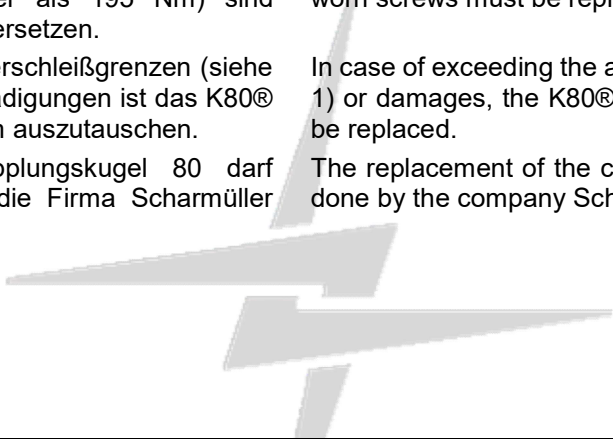 er als 195 Nm) sind
ersetzen.
erschleißgrenzen (siehe
ädigungen ist das K80®
n auszutauschen.
opplungskugel 80 darf
die Firma Scharmüller
worn screws must be repl
In case of exceeding the a
1) or damages, the K80®
be replaced.
The replacement of the c
done by the company Sch